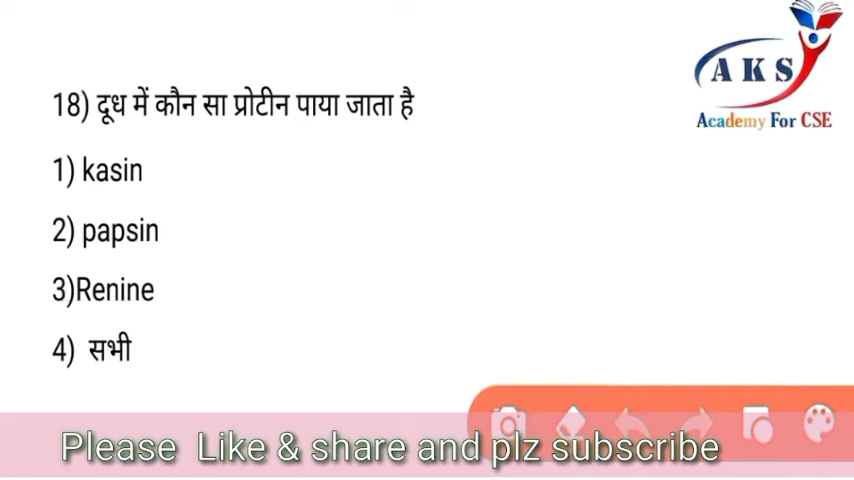 AKS
Academy For CSE
18) दूध में कौन सा प्रोटीन पाया जाता है
1) kasin
2) papsin
3)Renine
4) सभी
Please Like & share and plz subscribe